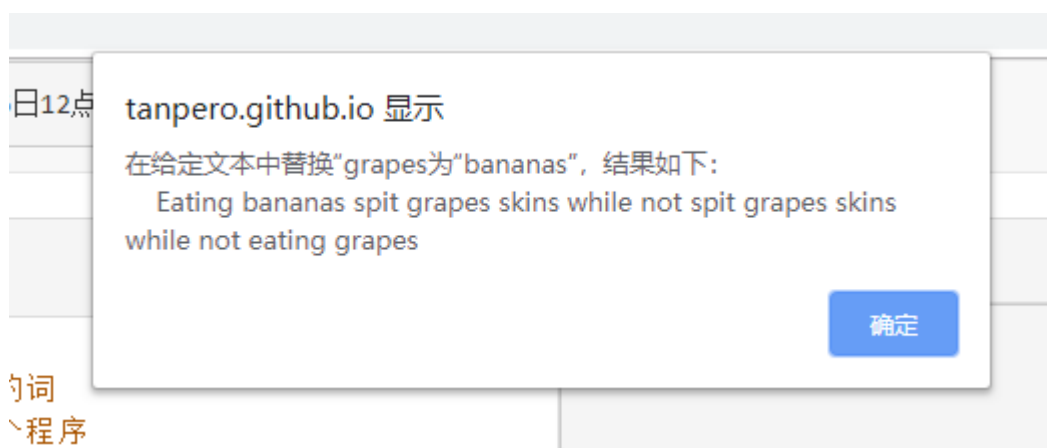 日12点
tanpero.github.io 显示
在给定文本中替换“grapes为“bananas”，结果如下：
Eating bananas spit grapes skins while not spit grapes skins
while not eating grapes
确定
的词
个程序